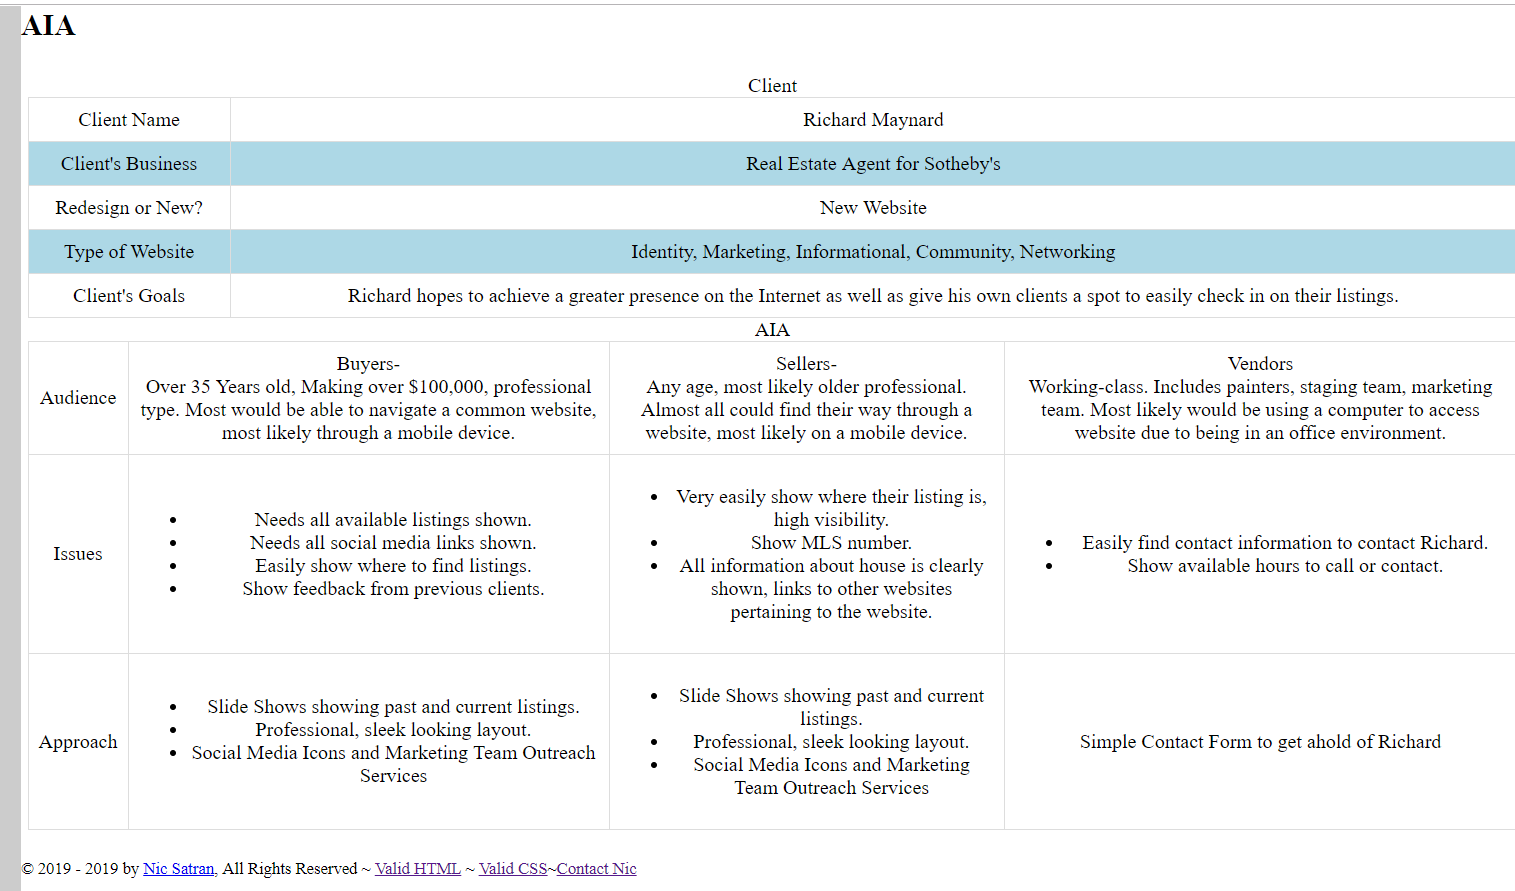 AIA
Client
Client Name
Richard Maynard
Client's Business
Real Estate Agent for Sotheby's
Redesign or New?
New Website
Type of Website
Identity, Marketing, Informational, Community, Networking
Client's Goals
Richard hopes to achieve a greater presence on the Internet as well as give his own clients a spot to easily check in on their listings.
AIA
Audience
Buyers-
Over 35 Years old, Making over $100,000, professional
type. Most would be able to navigate a common website,
most likely through a mobile device.
Sellers-
Any age, most likely older professional.
Almost all could find their way through a
website, most likely on a mobile device.
Vendors
Working-class. Includes painters, staging team, marketing
team. Most likely would be using a computer to access
website due to being in an office environment.
Issues
• Needs all available listings shown.
• Needs all social media links shown.
• Easily show where to find listings.
• Show feedback from previous clients.
• Very easily show where their listing is,
high visibility.
• Show MLS number.
• All information about house is clearly
shown, links to other websites
pertaining to the website.
• Easily find contact information to contact Richard.
• Show available hours to call or contact.
Approach
• Slide Shows showing past and current listings.
• Professional, sleek looking layout.
• Social Media Icons and Marketing Team Outreach
Services
• Slide Shows showing past and current
listings.
• Professional, sleek looking layout.
• Social Media Icons and Marketing
Team Outreach Services
Simple Contact Form to get ahold of Richard
© 2019 - 2019 by Nic Satran, All Rights Reserved ~ Valid HTML ~ Valid CSS~Contact Nic